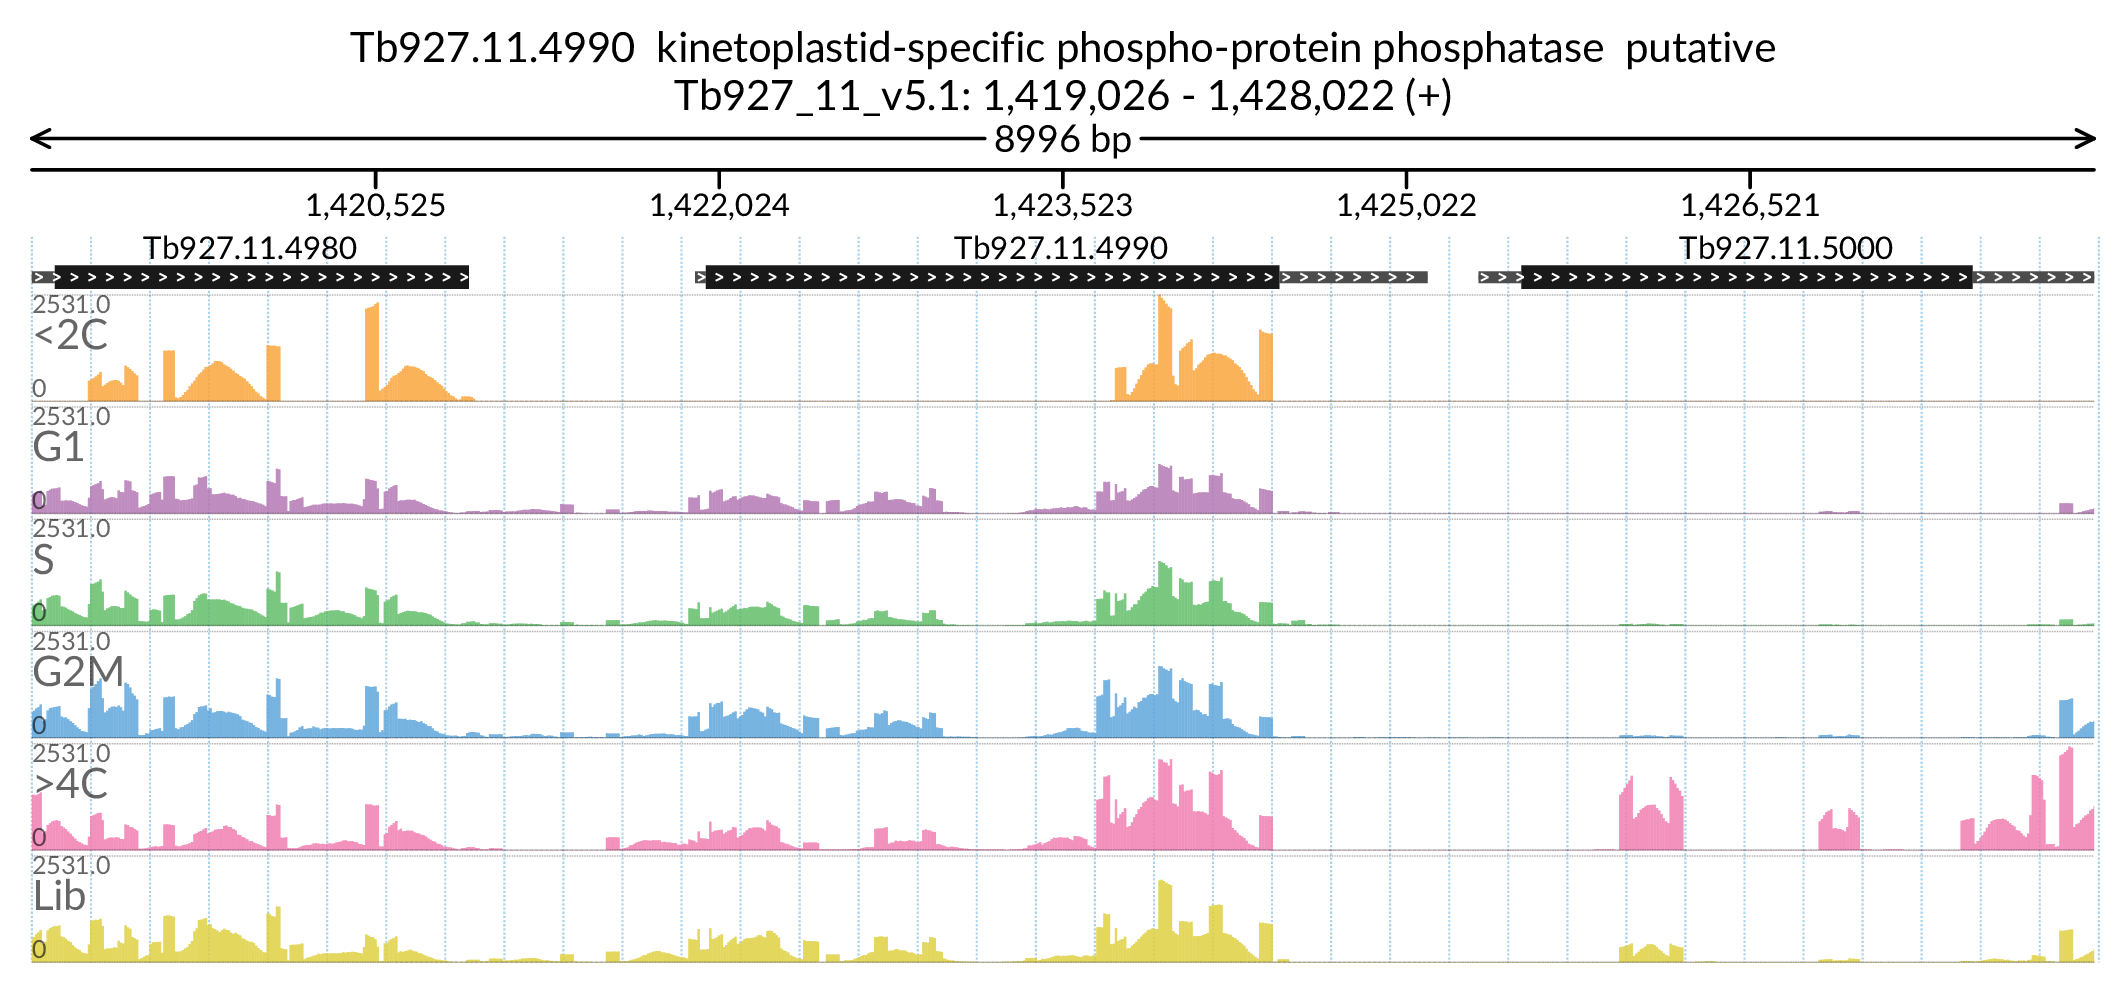 Tb927.11.4990  kinetoplastid-specific phospho-protein phosphatase  putative
Tb927_11_v5.1: 1,419,026 - 1,428,022 (+)
8996 bp
1,420,525 1,422,024 1,423,523 1,425,022 1,426,521
Tb927.11.4980 Tb927.11.4990 Tb927.11.5000
2531.0
<2C
0
2531.0
G1
0
2531.0
S
0
2531.0
G2M
0
2531.0
>4C
0
2531.0
Lib
0